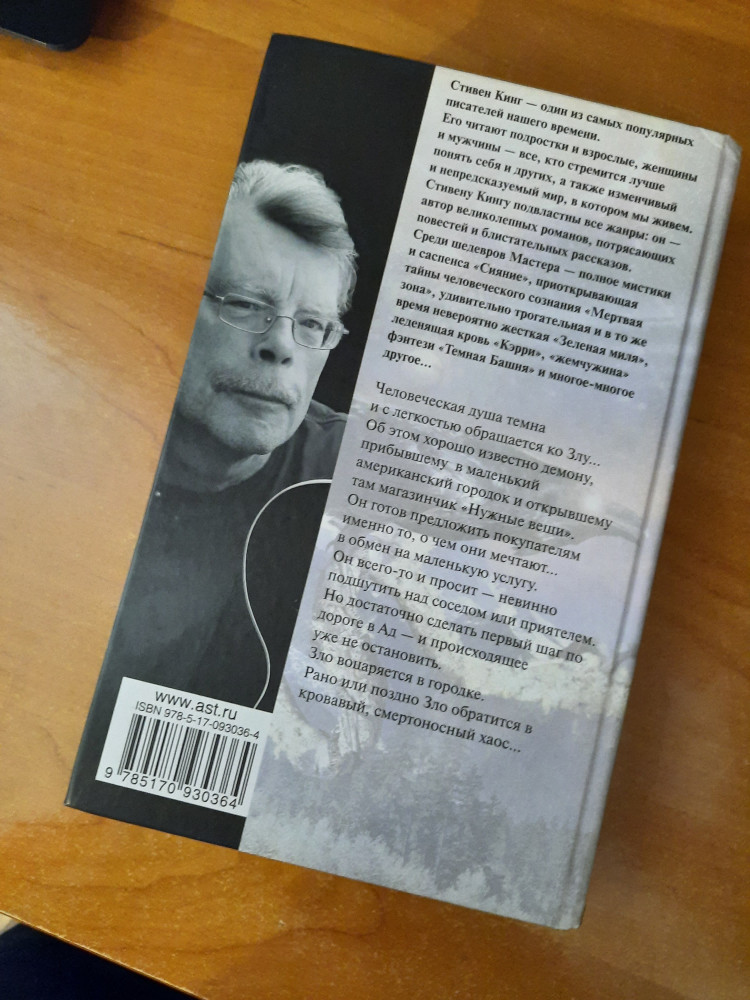 Стивен Кинг — один из самых популярных
писателей нашего времени.
Его читают подростки и взрослые, женщины
и мужчины — все, кто стремится лучше
понять себя и других, а также изменчивый
и непредсказуемый мир, в котором мы живем.
Стивену Кингу подвластны все жанры: он —
автор великолепных романов, потрясающих
повестей и блистательных рассказов.
Среди шедевров Мастера — полное мистики
и саспенса «Сияние», приоткрывающая
тайны человеческого сознания «Мертвая
зона», удивительно трогательная и в то же
время невероятно жесткая «Зеленая миля»,
леденящая кровь «Кэрри», «жемчужина»
фэнтези «Темная Башня» и многое-многое
другое...
Человеческая душа темна
и с легкостью обращается ко Злу...
Об этом хорошо известно демону,
прибывшему в маленький
американский городок и открывшему
там магазинчик «Нужные вещи».
Он готов предложить покупателям
именно то, о чем они мечтают...
в обмен на маленькую услугу.
Он всего-то и просит — невинно
подшутить над соседом или приятелем.
Но достаточно сделать первый шаг по
дороге в Ад — и происходящее
уже не остановить.
Зло воцаряется в городке.
Рано или поздно Зло обратится в
кровавый, смертоносный хаос...
www.ast.ru
ISBN 978-5-17-093036-4
9 785170 930364